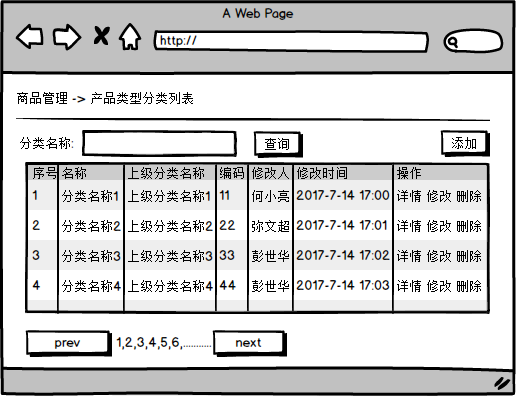 A Web Page
http://
商品管理 -> 产品类型分类列表
分类名称: 查询 添加
序号 名称 上级分类名称 编码 修改人 修改时间 操作
1 分类名称1 上级分类名称1 11 何小亮 2017-7-14 17:00 详情 修改 删除
2 分类名称2 上级分类名称2 22 弥文超 2017-7-14 17:01 详情 修改 删除
3 分类名称3 上级分类名称3 33 彭世华 2017-7-14 17:02 详情 修改 删除
4 分类名称4 上级分类名称4 44 彭世华 2017-7-14 17:03 详情 修改 删除
prev 1,2,3,4,5,6,........... next